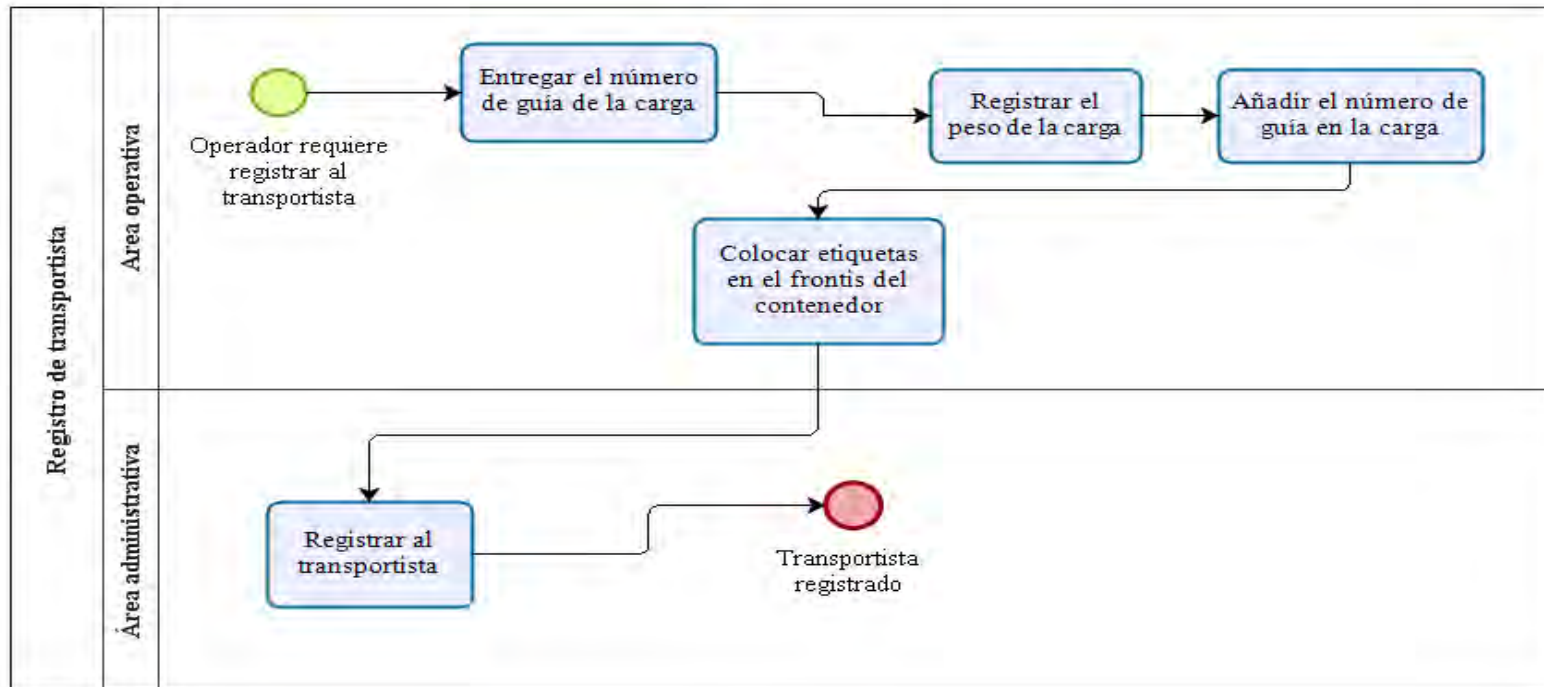 Registro de transportista
Area operativa
Operador requiere
registrar al
transportista
Entregar el número
de guía de la carga
Registrar el
peso de la carga
Añadir el número de
guía en la carga
Colocar etiquetas
en el frontis del
contenedor
Área administrativa
Registrar al
transportista
Transportista
registrado